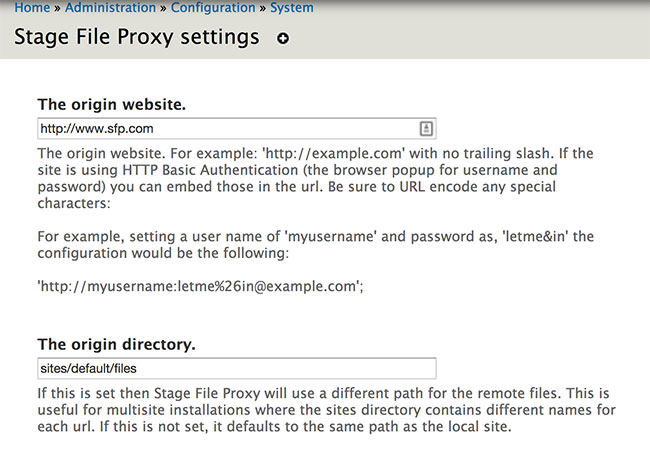 Home » Administration » Configuration » System
Stage File Proxy settings
The origin website.
http://www.sfp.com
The origin website. For example: 'http://example.com' with no trailing slash. If the
site is using HTTP Basic Authentication (the browser popup for username and
password) you can embed those in the url. Be sure to URL encode any special
characters:
For example, setting a user name of 'myusername' and password as, 'letme&in' the
configuration would be the following:
'http://myusername:letme%26in@example.com';
The origin directory.
sites/default/files
If this is set then Stage File Proxy will use a different path for the remote files. This is
useful for multisite installations where the sites directory contains different names for
each url. If this is not set, it defaults to the same path as the local site.